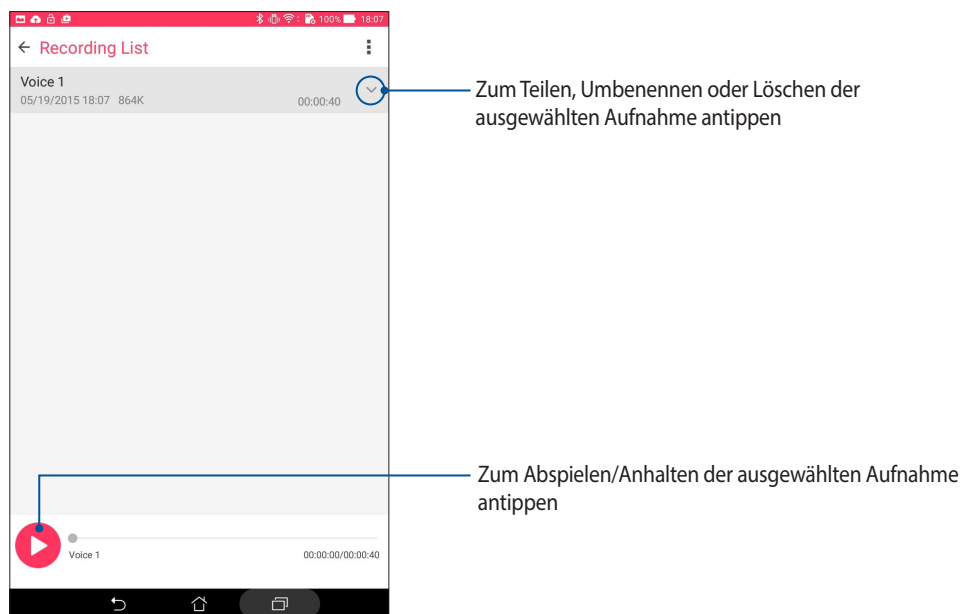 100% 18:07
Recording List
Voice 1
05/19/2015 18:07 864K 00:00:40
Zum Teilen, Umbenennen oder Löschen der
ausgewählten Aufnahme antippen
Zum Abspielen/Anhalten der ausgewählten Aufnahme
antippen
Voice 1 00:00:00/00:00:40